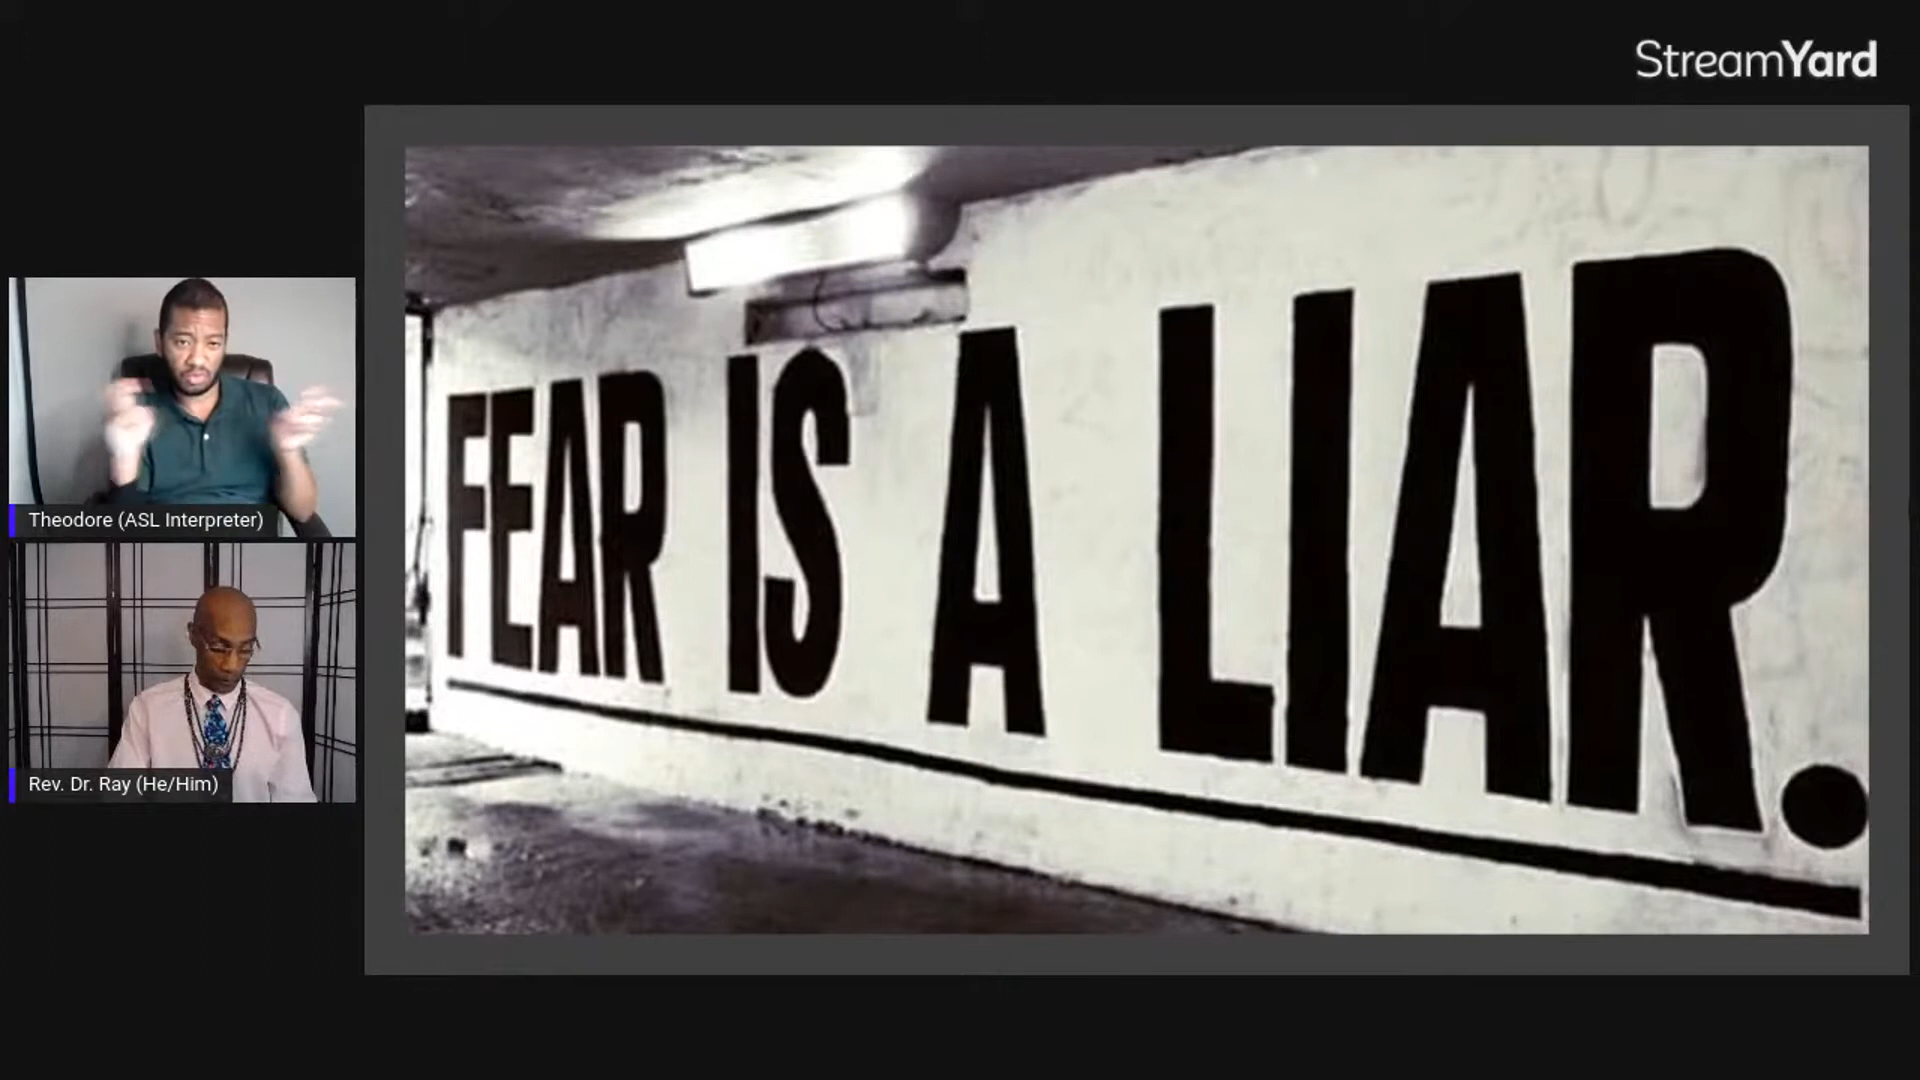 StreamYard
FEAR IS A LIAR.
Theodore (ASL Interpreter)
Rev. Dr. Ray (He/Him)